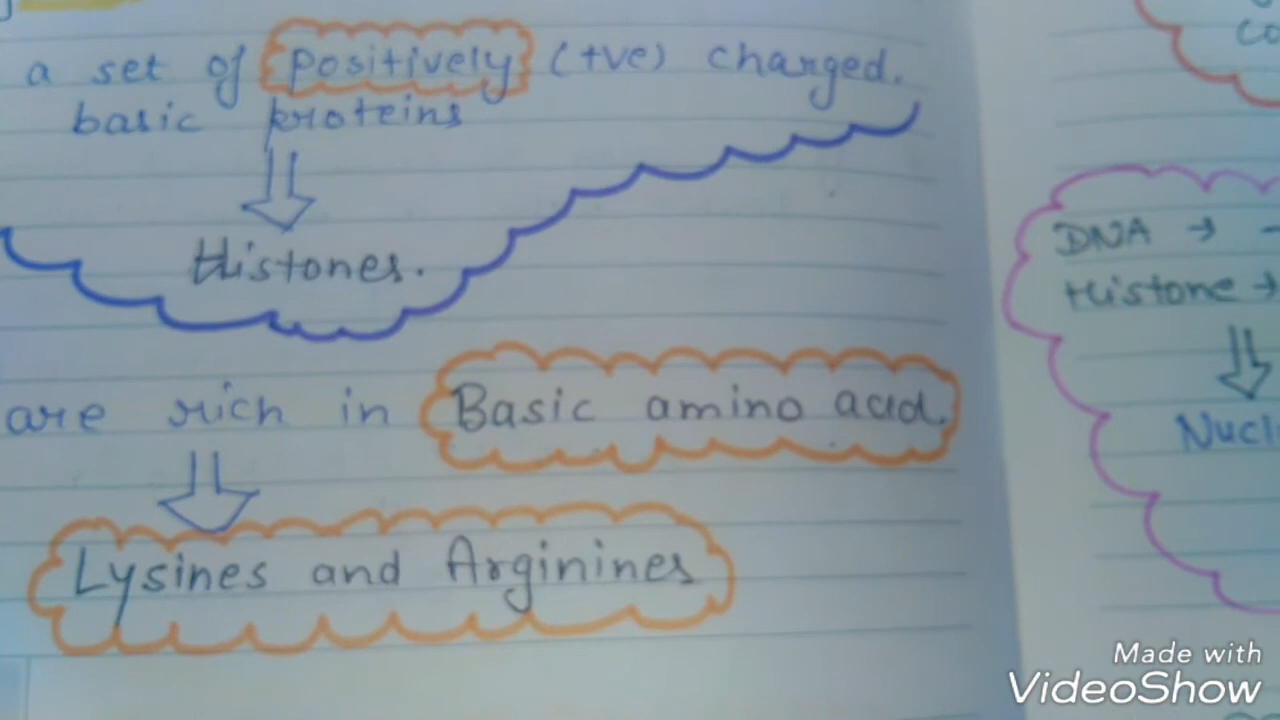 a set of positively (+ve) charged.
basic proteins
Histones.
are rich in Basic amino acid.
Lysines and Arginines
DNA →
Histone →
Made with
VideoShow